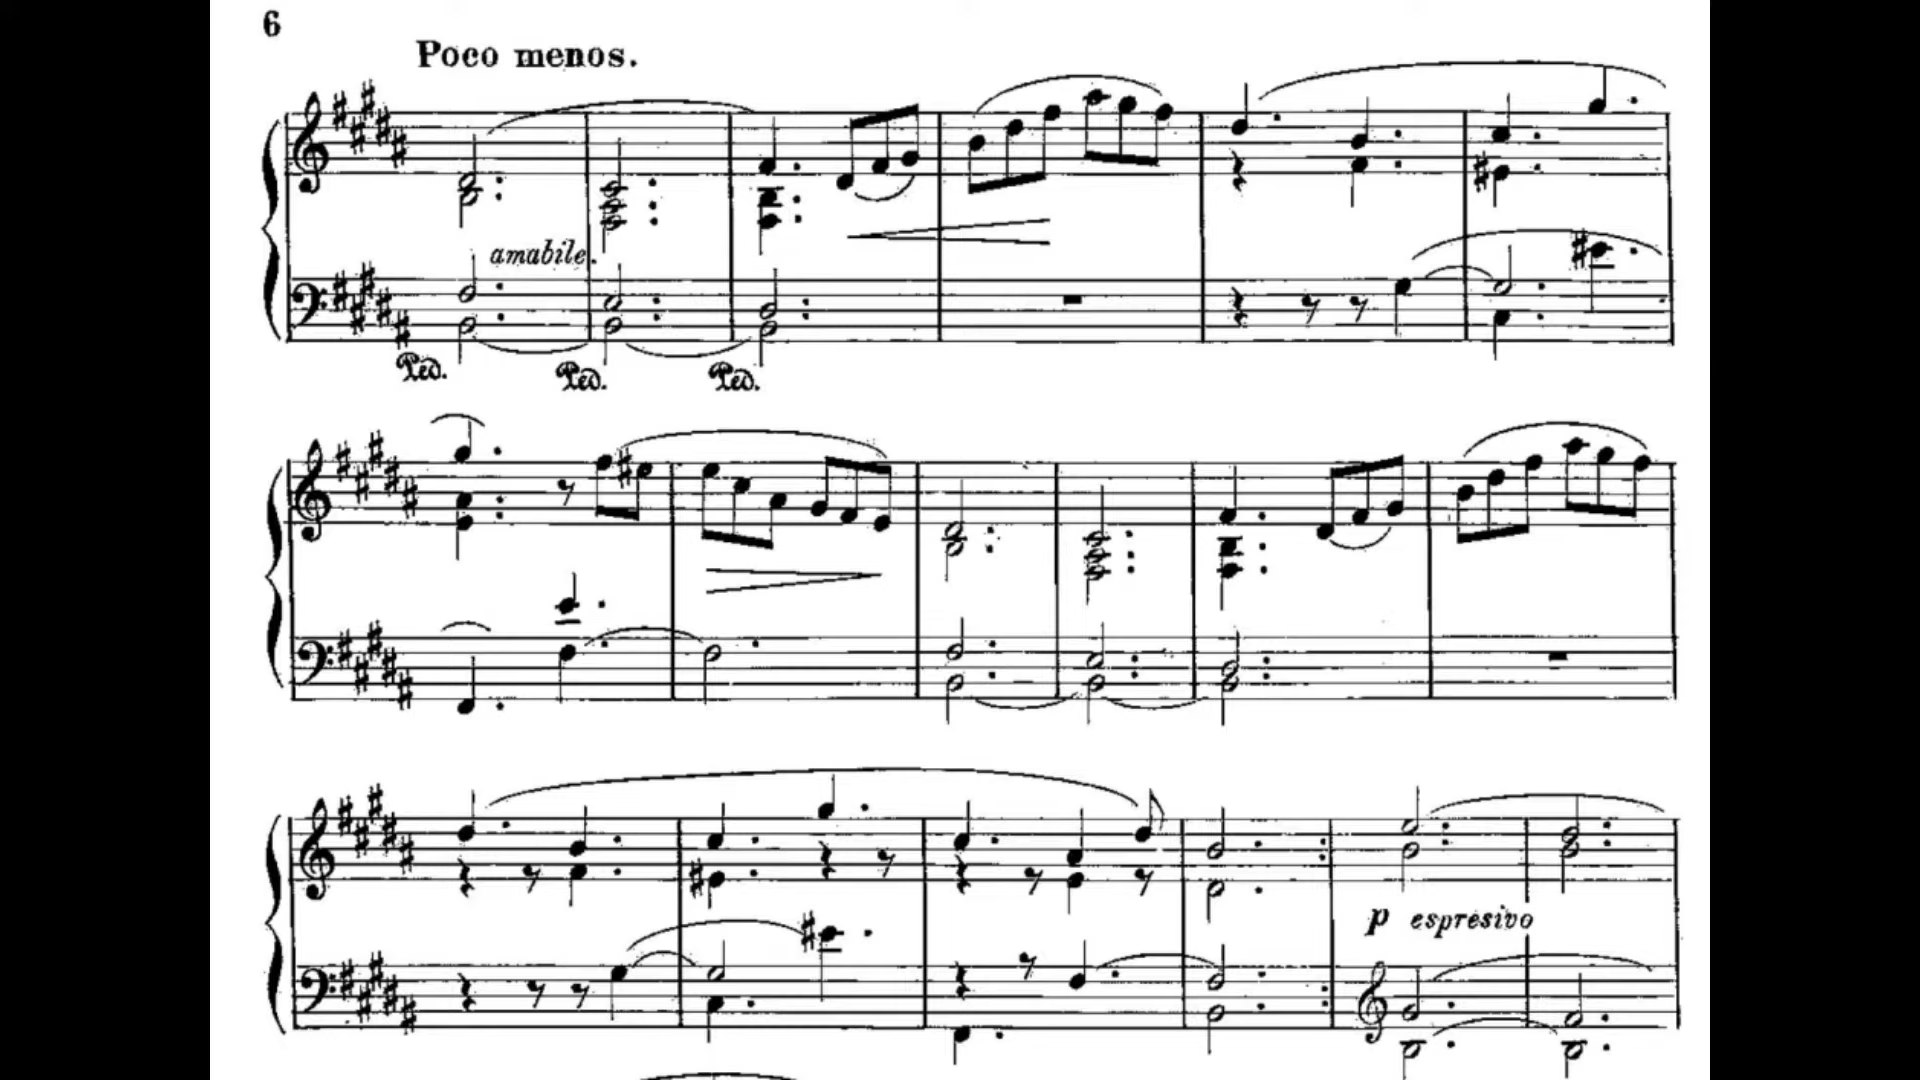 6
Poco menos.
amabile.
Ped. Ped. Ped.
p espresivo